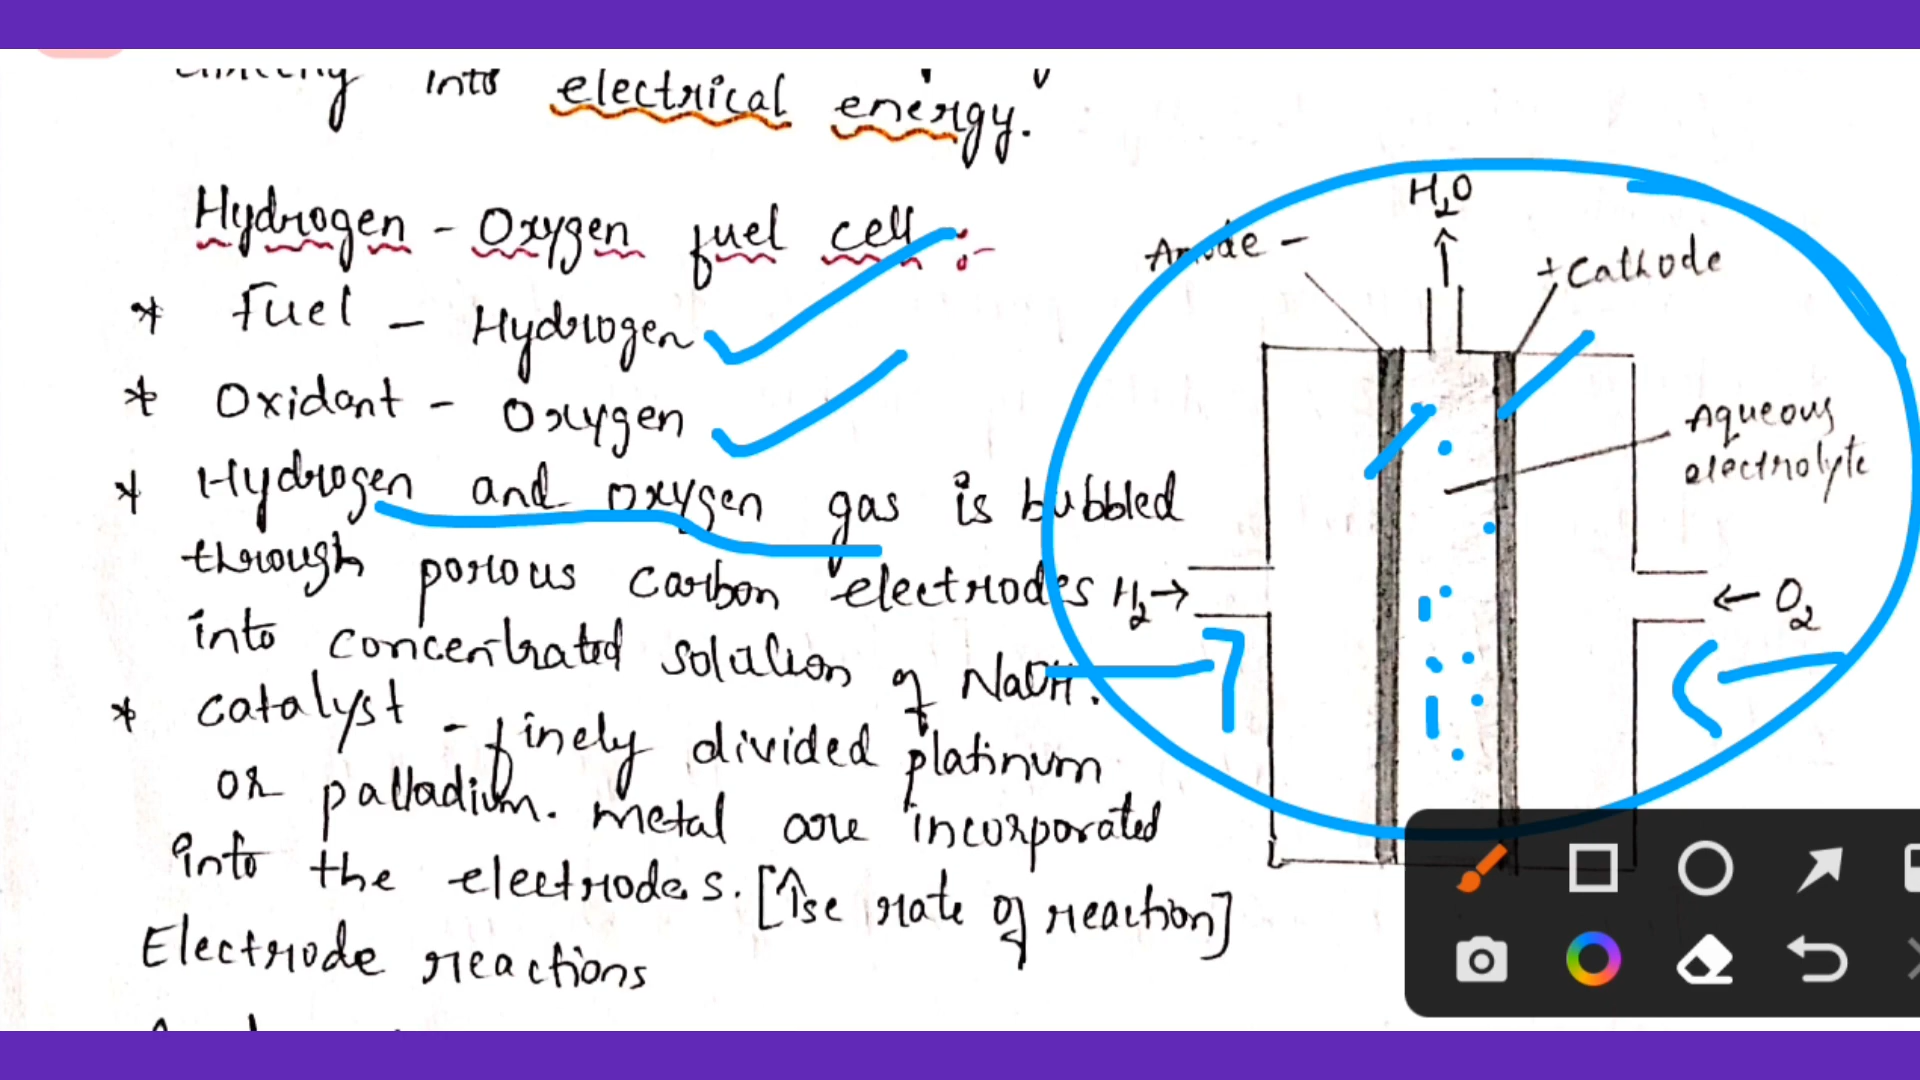 into electrical energy.
Hydrogen - Oxygen fuel cell :-
* Fuel - Hydrogen
* Oxidant - Oxygen
* Hydrogen and oxygen gas is bubbled
through porous carbon electrodes
into concentrated solution of NaOH.
* catalyst - finely divided platinum
or palladium. metal are incorporated
into the electrodes. [↑se rate of reaction]
Electrode reactions
H2O
Anode -
+ Cathode
Aqueous
electrolyte
H2 →
← O2